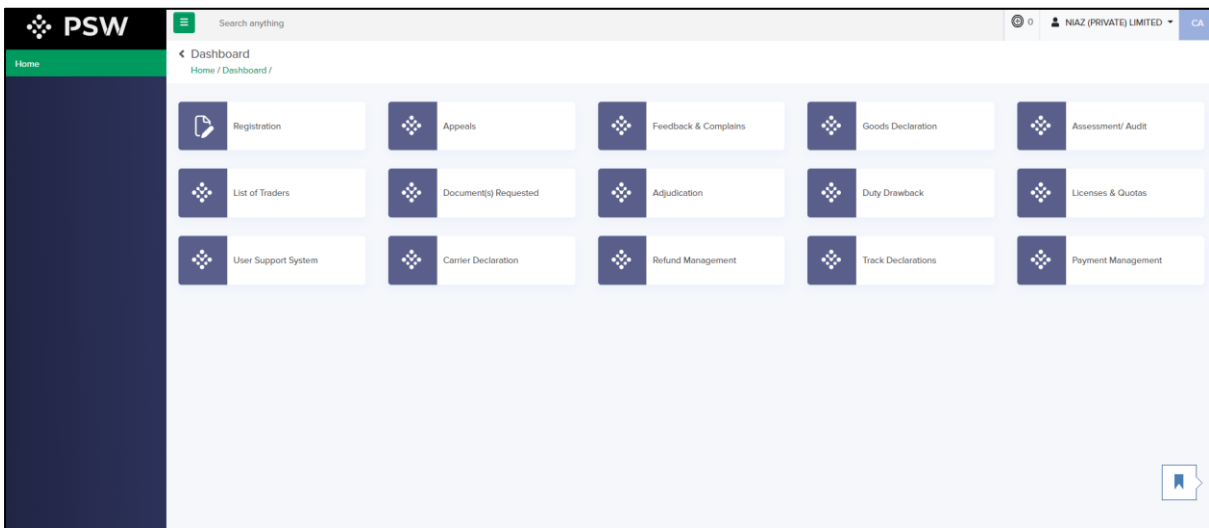 PSW
Search anything
0
NIAZ (PRIVATE) LIMITED
CA
Home
Dashboard
Home / Dashboard /
Registration
Appeals
Feedback & Complains
Goods Declaration
Assessment/ Audit
List of Traders
Document(s) Requested
Adjudication
Duty Drawback
Licenses & Quotas
User Support System
Carrier Declaration
Refund Management
Track Declarations
Payment Management